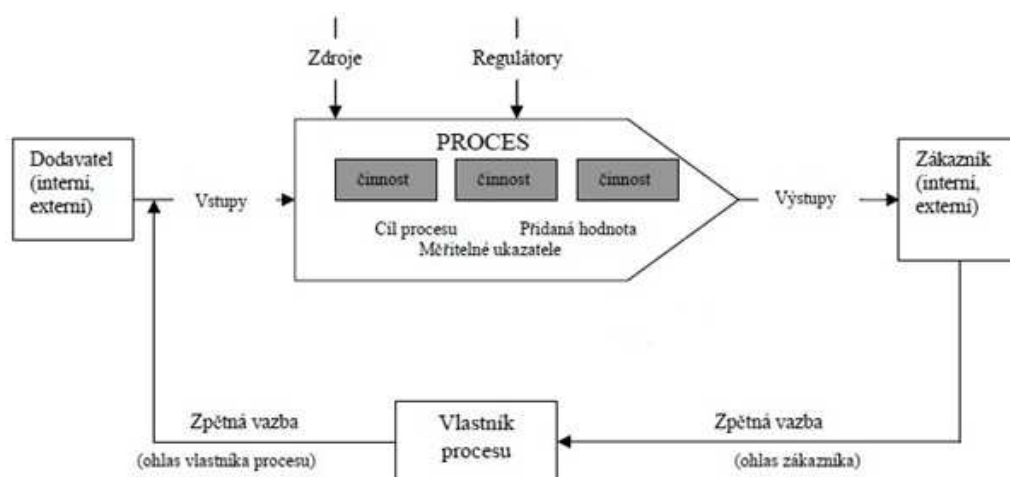 Zdroje
Regulátory
PROCES
Dodavatel
(interní,
externí)
Vstupy
činnost
činnost
činnost
Cíl procesu
Přidaná hodnota
Měřitelné ukazatele
Výstupy
Zákazník
(interní,
externí)
Zpětná vazba
(ohlas vlastníka procesu)
Vlastník
procesu
Zpětná vazba
(ohlas zákazníka)